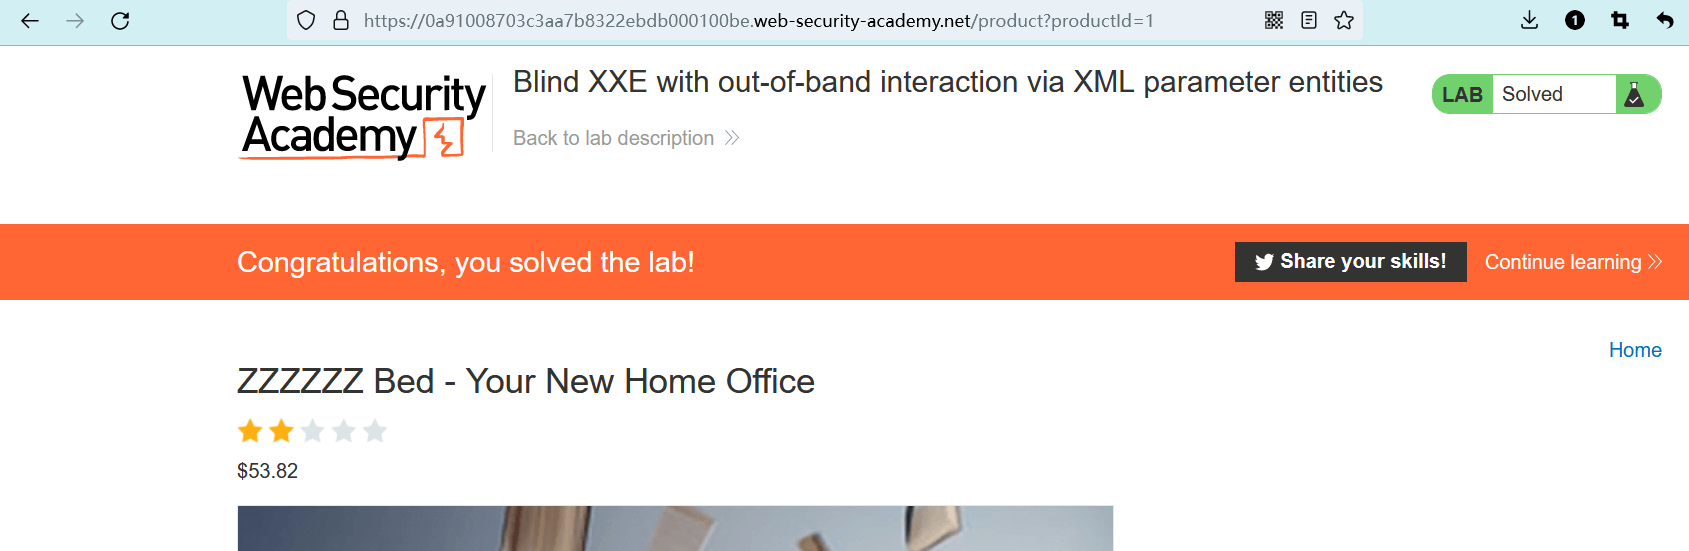 https://0a91008703c3aa7b8322ebdb000100be.web-security-academy.net/product?productId=1
1
Web Security
Academy
Blind XXE with out-of-band interaction via XML parameter entities
Back to lab description
LAB Solved
Congratulations, you solved the lab!
Share your skills!
Continue learning
Home
ZZZZZZ Bed - Your New Home Office
$53.82